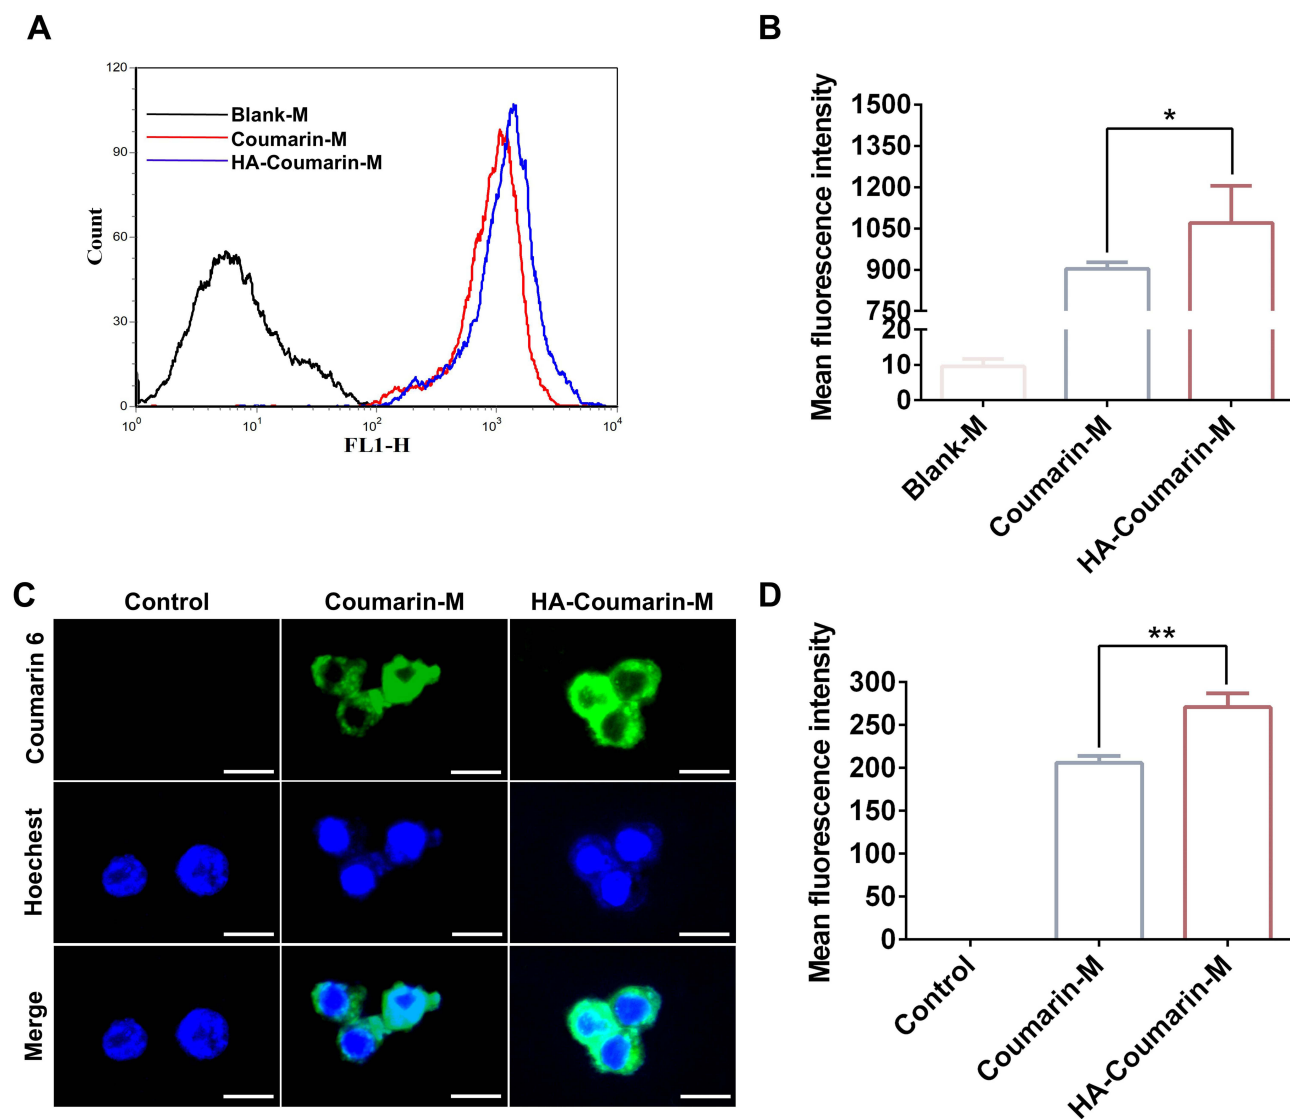 A
120
90
60
30
0
Count
Blank-M
Coumarin-M
HA-Coumarin-M
10^0 10^1 10^2 10^3 10^4
FL1-H
B
Mean fluorescence intensity
1500
1350
1200
1050
900
750
20
10
0
*
Blank-M
Coumarin-M
HA-Coumarin-M
C
Control Coumarin-M HA-Coumarin-M
Coumarin 6
Hoechest
Merge
D
Mean fluorescence intensity
300
250
200
150
100
50
0
**
Control
Coumarin-M
HA-Coumarin-M